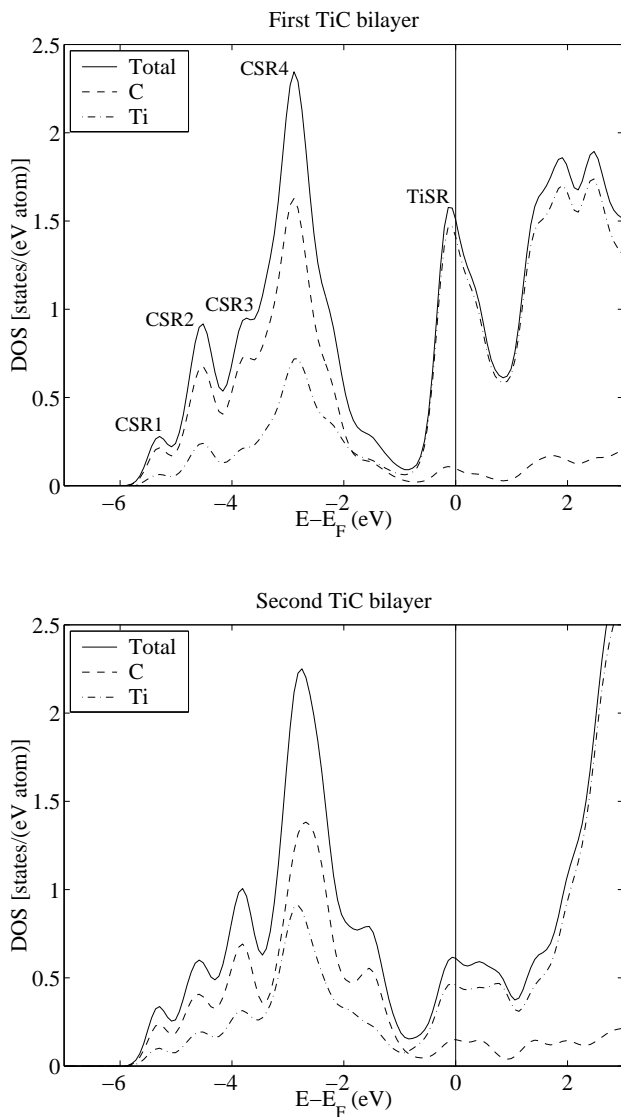 First TiC bilayer
2.5
2
1.5
1
0.5
0
DOS [states/(eV atom)]
Total
C
Ti
CSR1
CSR2
CSR3
CSR4
TiSR
−6 −4 −2 0 2
E−E_F (eV)
Second TiC bilayer
2.5
2
1.5
1
0.5
0
DOS [states/(eV atom)]
Total
C
Ti
−6 −4 −2 0 2
E−E_F (eV)